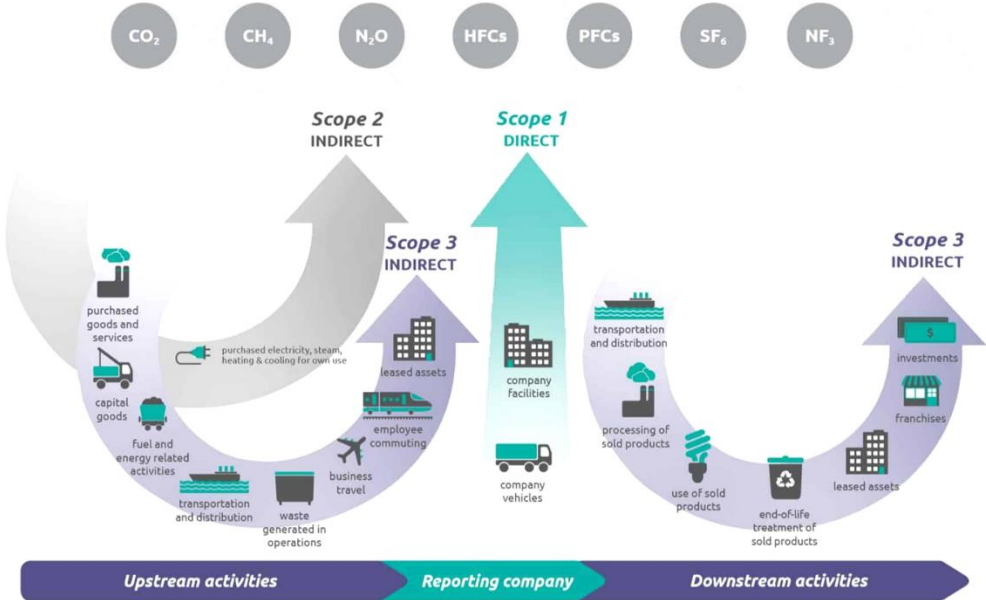 CO₂
CH₄
N₂O
HFCs
PFCs
SF₆
NF₃
Scope 2
INDIRECT
Scope 1
DIRECT
Scope 3
INDIRECT
Scope 3
INDIRECT
purchased
goods and
services
capital
goods
fuel and
energy related
activities
transportation
and distribution
waste
generated in
operations
business
travel
employee
commuting
leased assets
purchased electricity, steam,
heating & cooling for own use
company
facilities
company
vehicles
transportation
and distribution
processing of
sold products
use of sold
products
end-of-life
treatment of
sold products
leased assets
franchises
$
investments
Upstream activities
Reporting company
Downstream activities